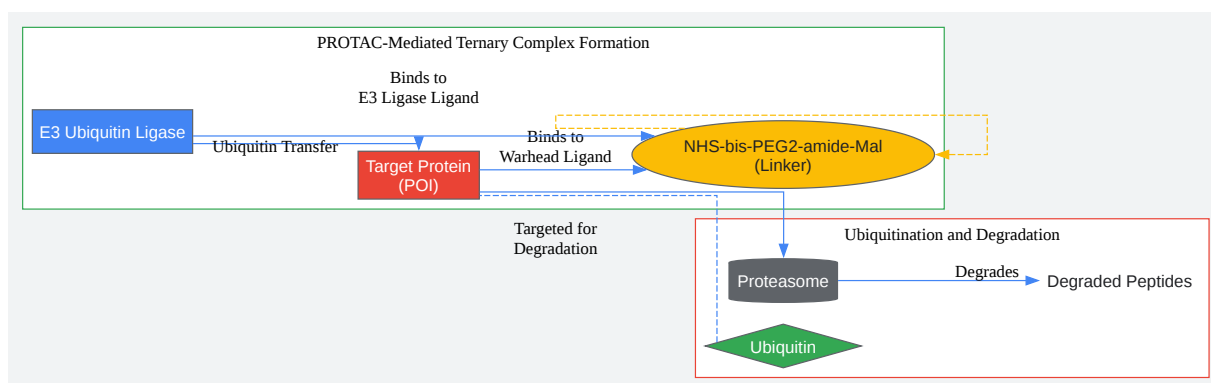 PROTAC-Mediated Ternary Complex Formation
Binds to
E3 Ligase Ligand
E3 Ubiquitin Ligase
Ubiquitin Transfer
Binds to
Warhead Ligand
Target Protein
(POI)
NHS-bis-PEG2-amide-Mal
(Linker)
Targeted for
Degradation
Ubiquitination and Degradation
Proteasome
Degrades
Degraded Peptides
Ubiquitin